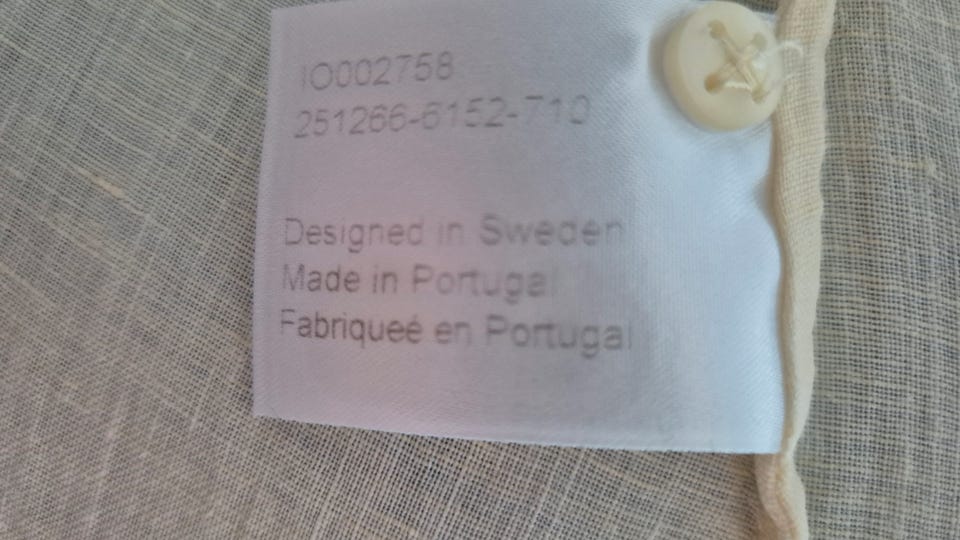 IO002758
251266-6152-710
Designed in Sweden
Made in Portugal
Fabriqueé en Portugal